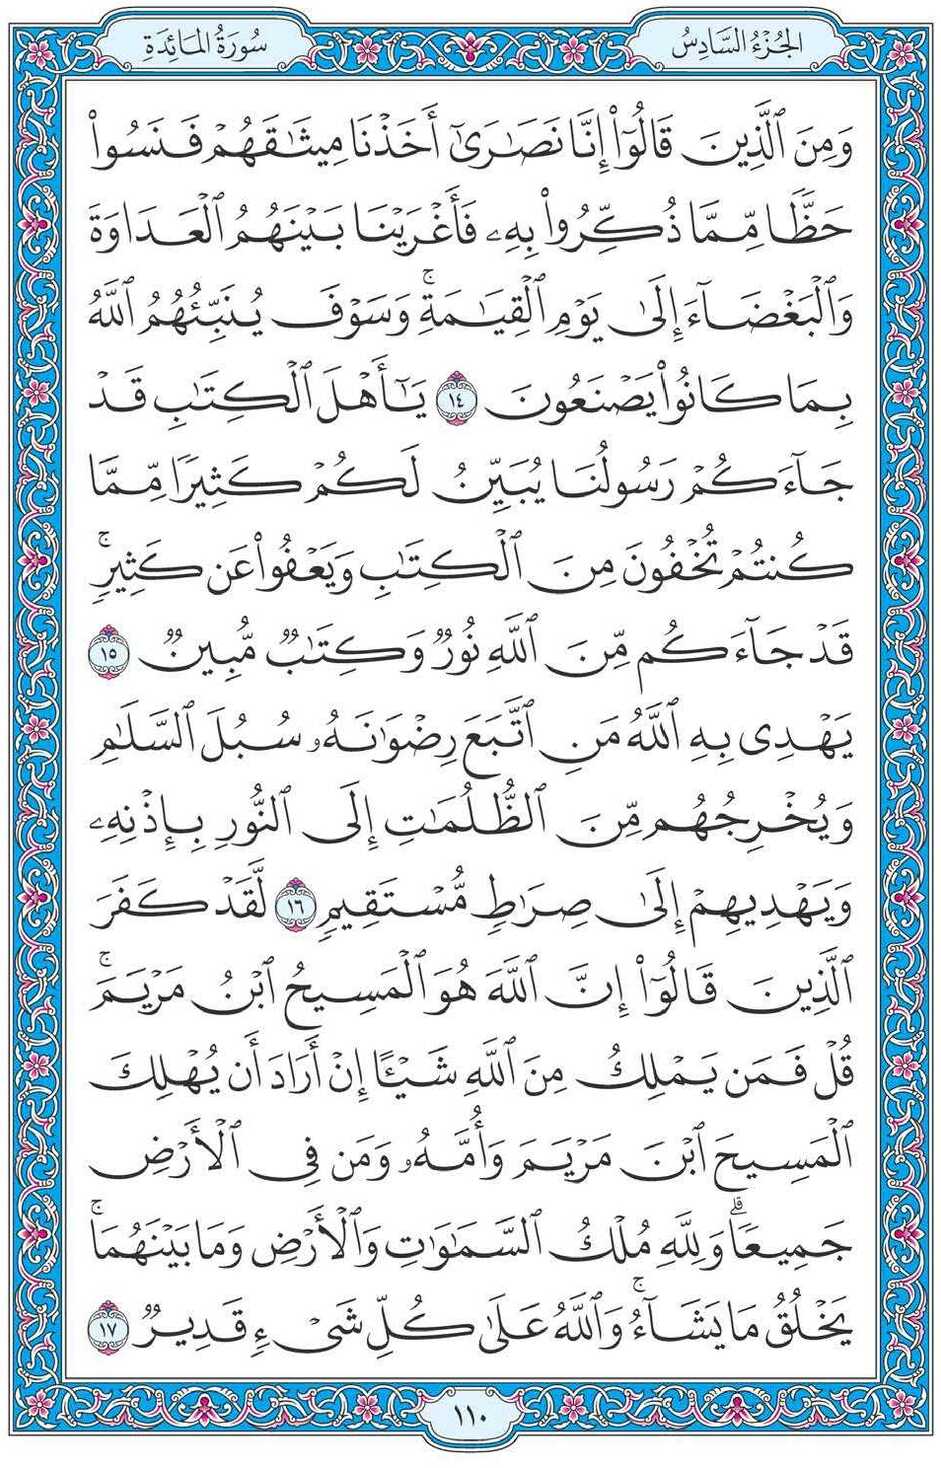 الجُزْءُ السَّادِسُ
سُورَةُ المَائِدَةِ
وَمِنَ ٱلَّذِينَ قَالُوٓا۟ إِنَّا نَصَٰرَىٰٓ أَخَذْنَا مِيثَٰقَهُمْ فَنَسُوا۟
حَظًّا مِّمَّا ذُكِّرُوا۟ بِهِۦ فَأَغْرَيْنَا بَيْنَهُمُ ٱلْعَدَاوَةَ
وَٱلْبَغْضَآءَ إِلَىٰ يَوْمِ ٱلْقِيَٰمَةِ ۚ وَسَوْفَ يُنَبِّئُهُمُ ٱللَّهُ
بِمَا كَانُوا۟ يَصْنَعُونَ ١٤ يَٰٓأَهْلَ ٱلْكِتَٰبِ قَدْ
جَآءَكُمْ رَسُولُنَا يُبَيِّنُ لَكُمْ كَثِيرًا مِّمَّا
كُنتُمْ تُخْفُونَ مِنَ ٱلْكِتَٰبِ وَيَعْفُوا۟ عَن كَثِيرٍ ۚ
قَدْ جَآءَكُم مِّنَ ٱللَّهِ نُورٌ وَكِتَٰبٌ مُّبِينٌ ١٥
يَهْدِى بِهِ ٱللَّهُ مَنِ ٱتَّبَعَ رِضْوَٰنَهُۥ سُبُلَ ٱلسَّلَٰمِ
وَيُخْرِجُهُم مِّنَ ٱلظُّلُمَٰتِ إِلَى ٱلنُّورِ بِإِذْنِهِۦ
وَيَهْدِيهِمْ إِلَىٰ صِرَٰطٍ مُّسْتَقِيمٍ ١٦ لَّقَدْ كَفَرَ
ٱلَّذِينَ قَالُوٓا۟ إِنَّ ٱللَّهَ هُوَ ٱلْمَسِيحُ ٱبْنُ مَرْيَمَ ۚ
قُلْ فَمَن يَمْلِكُ مِنَ ٱللَّهِ شَيْـًٔا إِنْ أَرَادَ أَن يُهْلِكَ
ٱلْمَسِيحَ ٱبْنَ مَرْيَمَ وَأُمَّهُۥ وَمَن فِى ٱلْأَرْضِ
جَمِيعًا ۗ وَلِلَّهِ مُلْكُ ٱلسَّمَٰوَٰتِ وَٱلْأَرْضِ وَمَا بَيْنَهُمَا ۚ
يَخْلُقُ مَا يَشَآءُ ۚ وَٱللَّهُ عَلَىٰ كُلِّ شَىْءٍ قَدِيرٌ ١٧
١١٠